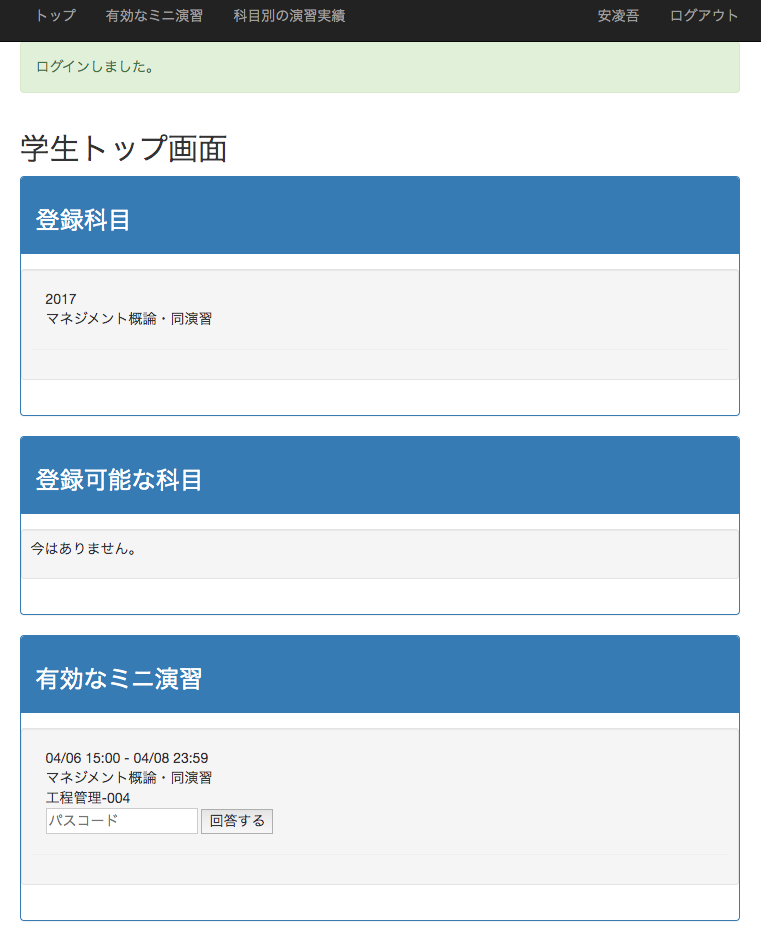 トップ 有効なミニ演習 科目別の演習実績 安凌吾 ログアウト
ログインしました。
学生トップ画面
登録科目
2017
マネジメント概論・同演習
登録可能な科目
今はありません。
有効なミニ演習
04/06 15:00 - 04/08 23:59
マネジメント概論・同演習
工程管理-004
パスコード 回答する